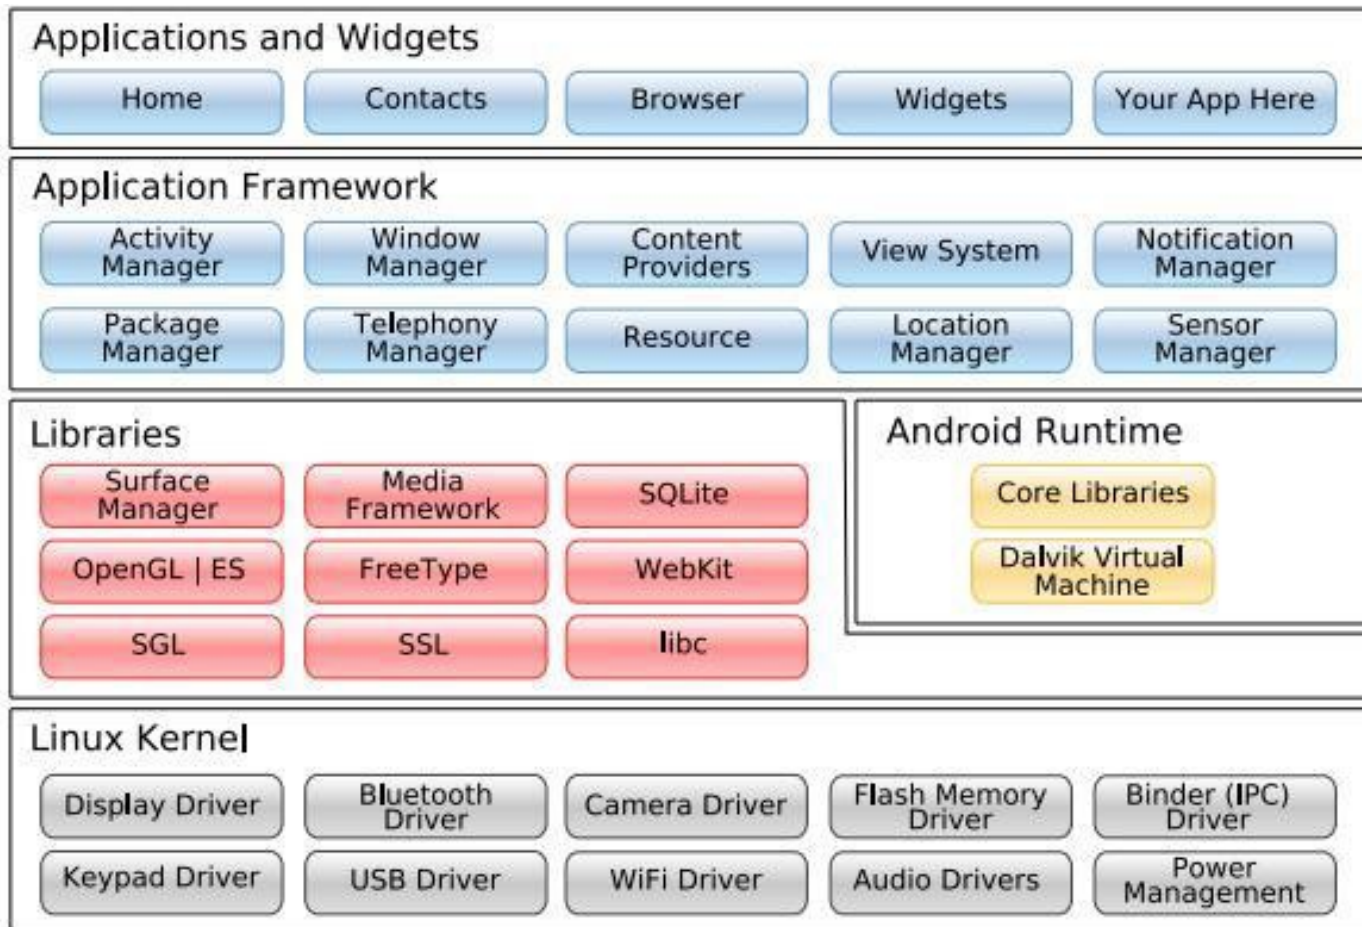 Applications and Widgets
Home
Contacts
Browser
Widgets
Your App Here
Application Framework
Activity
Manager
Window
Manager
Content
Providers
View System
Notification
Manager
Package
Manager
Telephony
Manager
Resource
Location
Manager
Sensor
Manager
Libraries
Surface
Manager
Media
Framework
SQLite
OpenGL | ES
FreeType
WebKit
SGL
SSL
libc
Android Runtime
Core Libraries
Dalvik Virtual
Machine
Linux Kernel
Display Driver
Bluetooth
Driver
Camera Driver
Flash Memory
Driver
Binder (IPC)
Driver
Keypad Driver
USB Driver
WiFi Driver
Audio Drivers
Power
Management